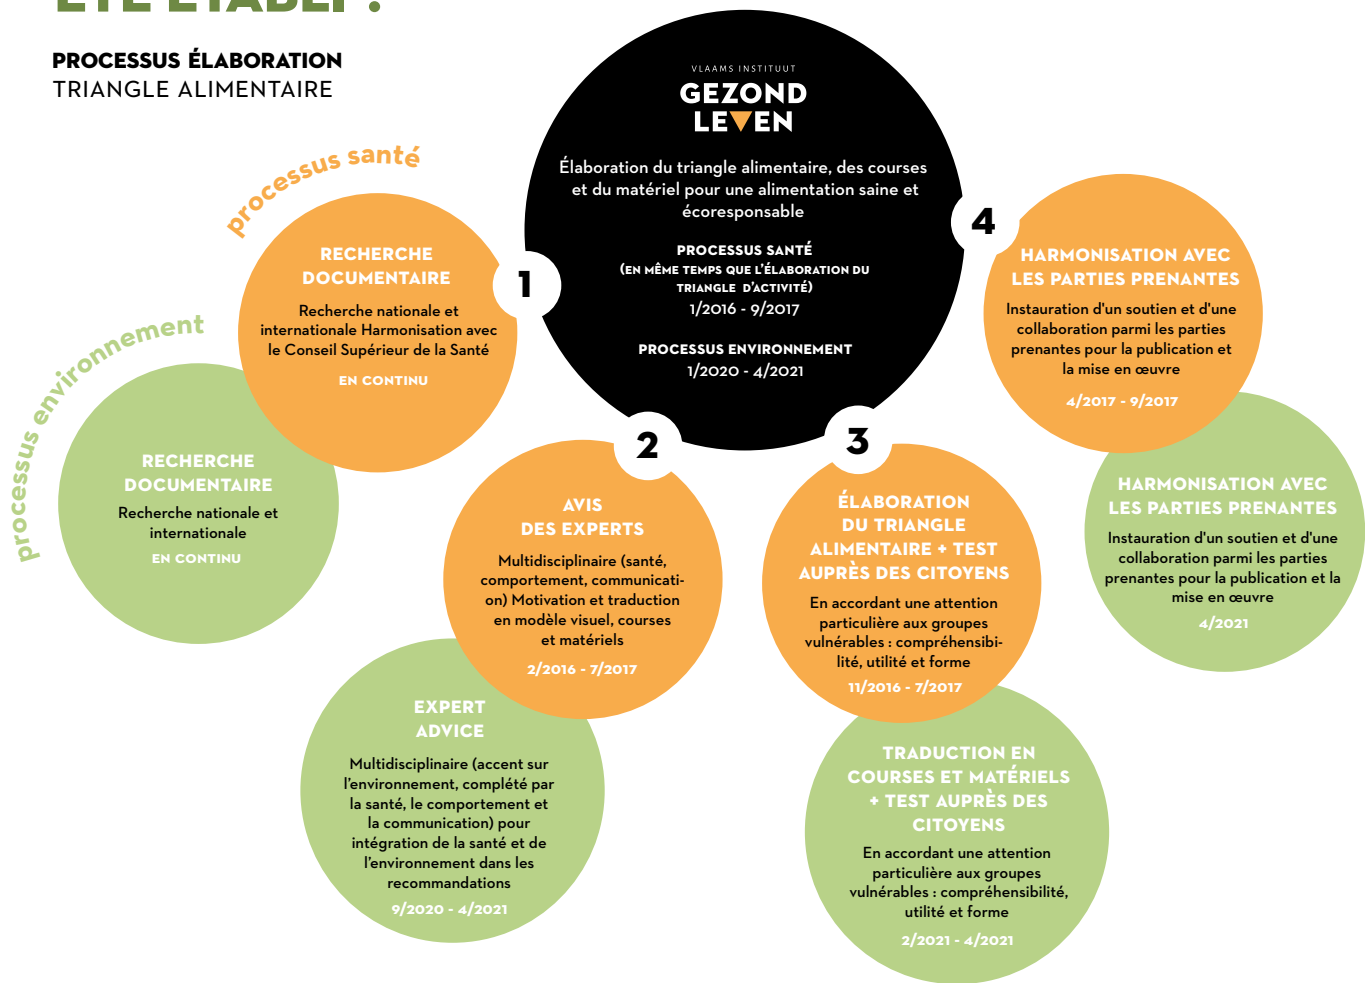 ÉTÉ ÉTABLI ?
PROCESSUS ÉLABORATION
TRIANGLE ALIMENTAIRE
VLAAMS INSTITUUT
GEZOND
LEVEN
Élaboration du triangle alimentaire, des courses
et du matériel pour une alimentation saine et
écoresponsable
PROCESSUS SANTÉ
(EN MÊME TEMPS QUE L'ÉLABORATION DU
TRIANGLE D'ACTIVITÉ)
1/2016 - 9/2017
PROCESSUS ENVIRONNEMENT
1/2020 - 4/2021
processus santé
1
RECHERCHE
DOCUMENTAIRE
Recherche nationale et
internationale Harmonisation avec
le Conseil Supérieur de la Santé
EN CONTINU
processus environnement
RECHERCHE
DOCUMENTAIRE
Recherche nationale et
internationale
EN CONTINU
2
AVIS
DES EXPERTS
Multidisciplinaire (santé,
comportement, communicati-
on) Motivation et traduction
en modèle visuel, courses
et matériels
2/2016 - 7/2017
EXPERT
ADVICE
Multidisciplinaire (accent sur
l'environnement, complété par
la santé, le comportement et
la communication) pour
intégration de la santé et de
l'environnement dans les
recommandations
9/2020 - 4/2021
3
ÉLABORATION
DU TRIANGLE
ALIMENTAIRE + TEST
AUPRÈS DES CITOYENS
En accordant une attention
particulière aux groupes
vulnérables : compréhensibi-
lité, utilité et forme
11/2016 - 7/2017
TRADUCTION EN
COURSES ET MATÉRIELS
+ TEST AUPRÈS DES
CITOYENS
En accordant une attention
particulière aux groupes
vulnérables : compréhensibilité,
utilité et forme
2/2021 - 4/2021
4
HARMONISATION AVEC
LES PARTIES PRENANTES
Instauration d'un soutien et d'une
collaboration parmi les parties
prenantes pour la publication et
la mise en œuvre
4/2017 - 9/2017
HARMONISATION AVEC
LES PARTIES PRENANTES
Instauration d'un soutien et d'une
collaboration parmi les parties
prenantes pour la publication et la
mise en œuvre
4/2021